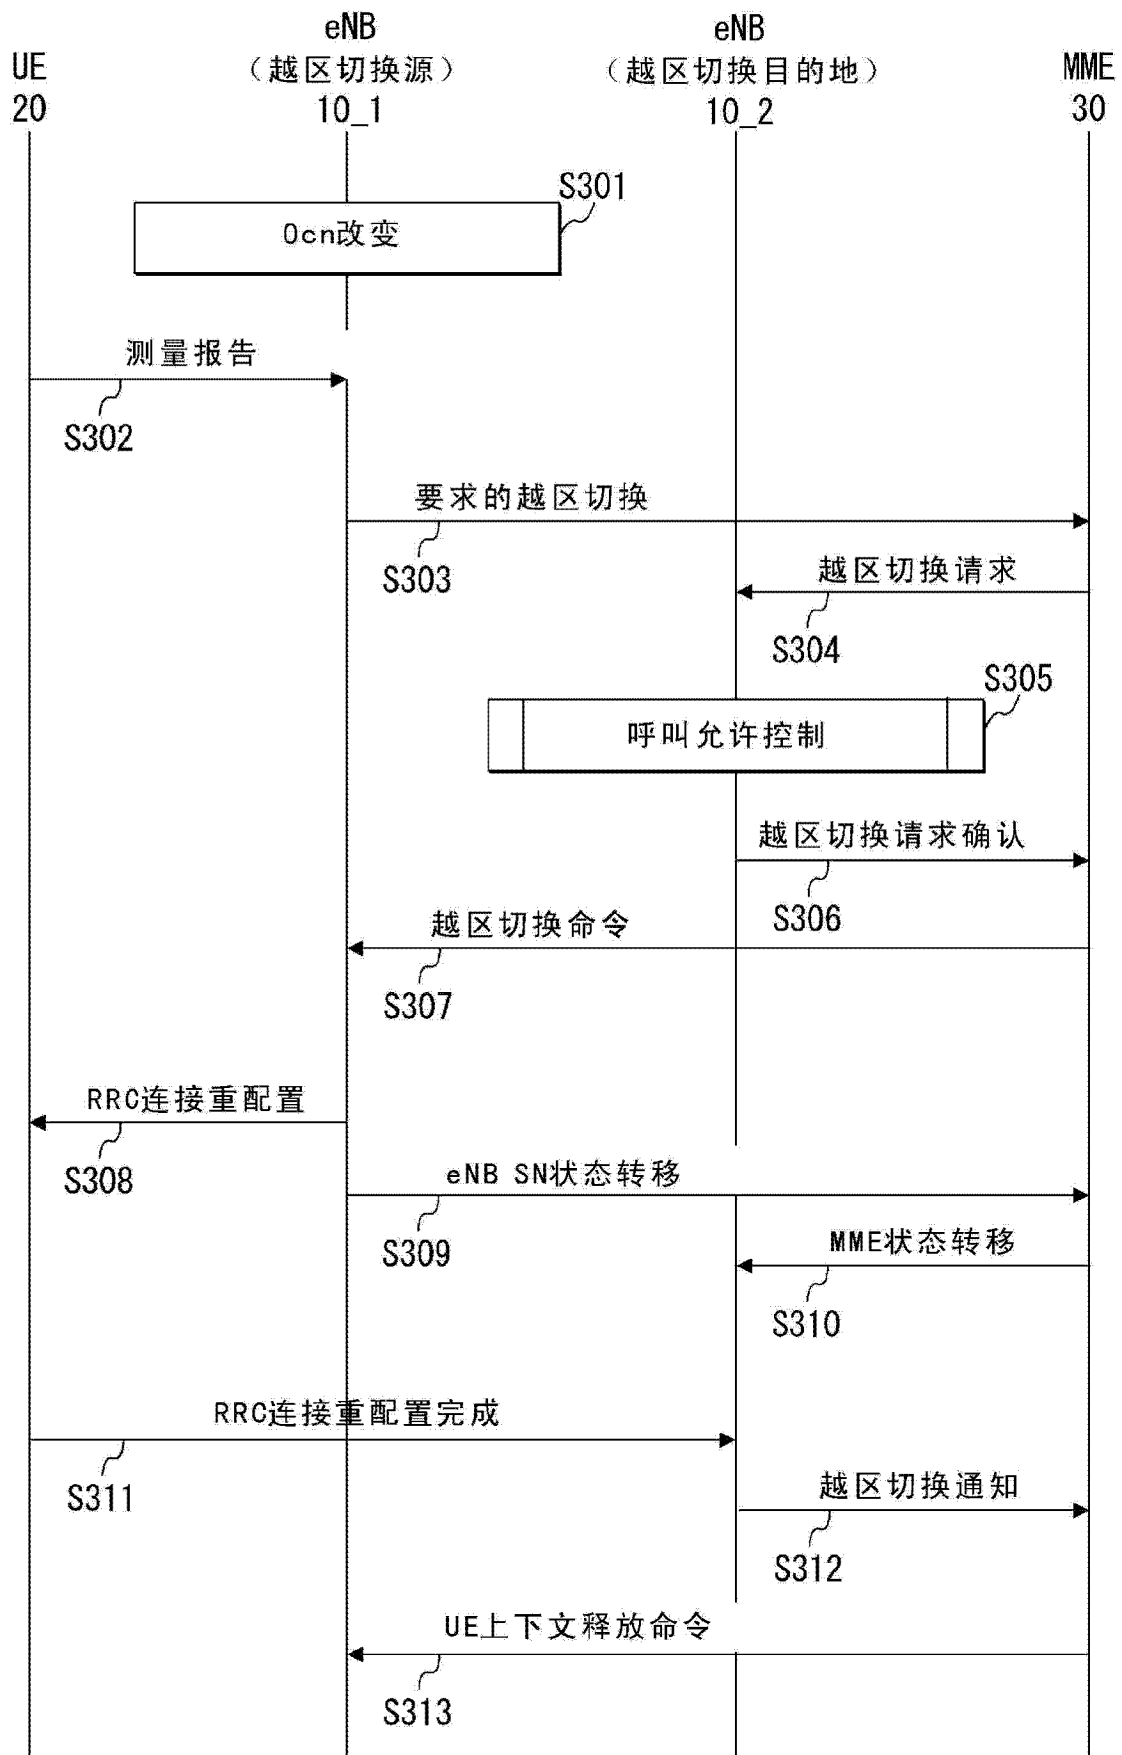 UE
20
eNB
（越区切换源）
10_1
eNB
（越区切换目的地）
10_2
MME
30
S301
Ocn改变
测量报告
S302
要求的越区切换
S303
越区切换请求
S304
S305
呼叫允许控制
越区切换请求确认
S306
越区切换命令
S307
RRC连接重配置
S308
eNB SN状态转移
S309
MME状态转移
S310
RRC连接重配置完成
S311
越区切换通知
S312
UE上下文释放命令
S313